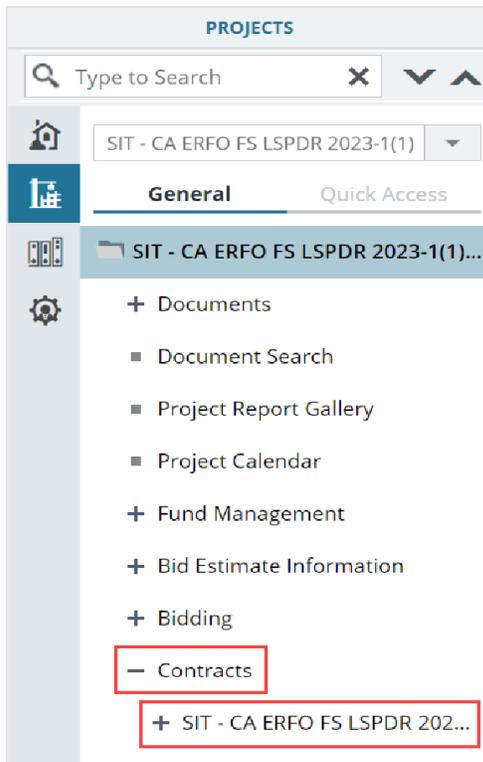 PROJECTS
Type to Search
SIT - CA ERFO FS LSPDR 2023-1(1)
General Quick Access
SIT - CA ERFO FS LSPDR 2023-1(1)...
Documents
Document Search
Project Report Gallery
Project Calendar
Fund Management
Bid Estimate Information
Bidding
Contracts
SIT - CA ERFO FS LSPDR 202...